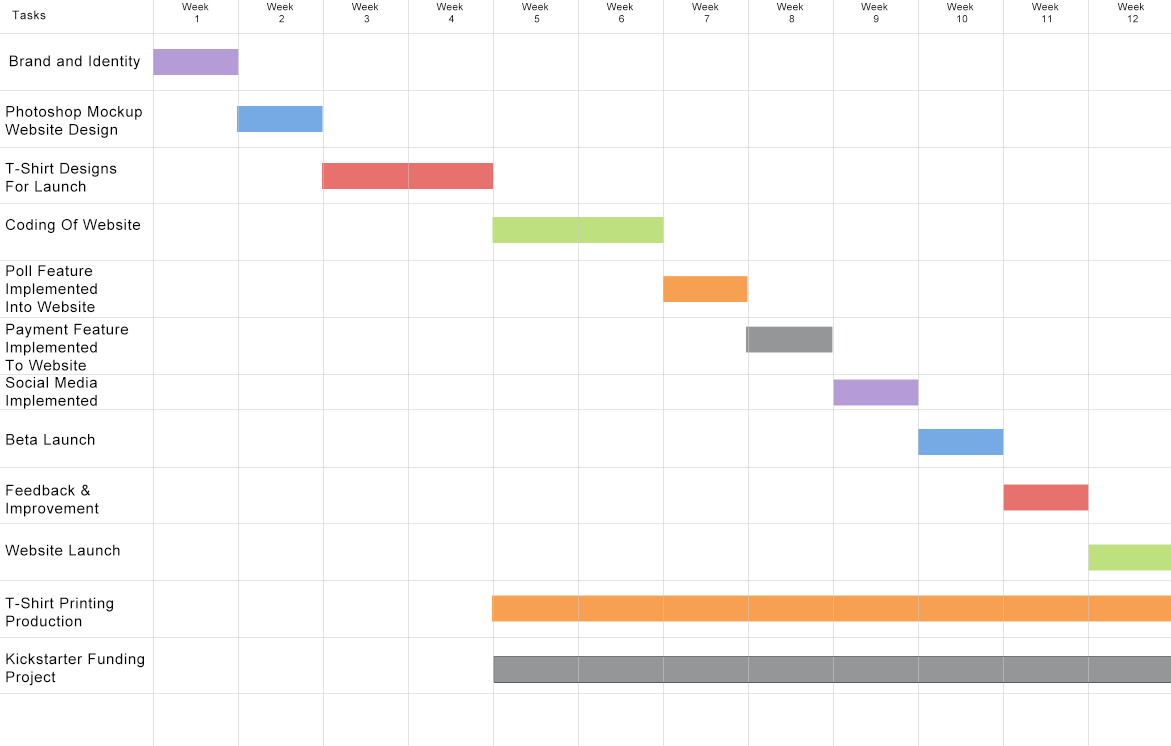 Tasks
Week
1
Week
2
Week
3
Week
4
Week
5
Week
6
Week
7
Week
8
Week
9
Week
10
Week
11
Week
12
Brand and Identity
Photoshop Mockup
Website Design
T-Shirt Designs
For Launch
Coding Of Website
Poll Feature
Implemented
Into Website
Payment Feature
Implemented
To Website
Social Media
Implemented
Beta Launch
Feedback &
Improvement
Website Launch
T-Shirt Printing
Production
Kickstarter Funding
Project